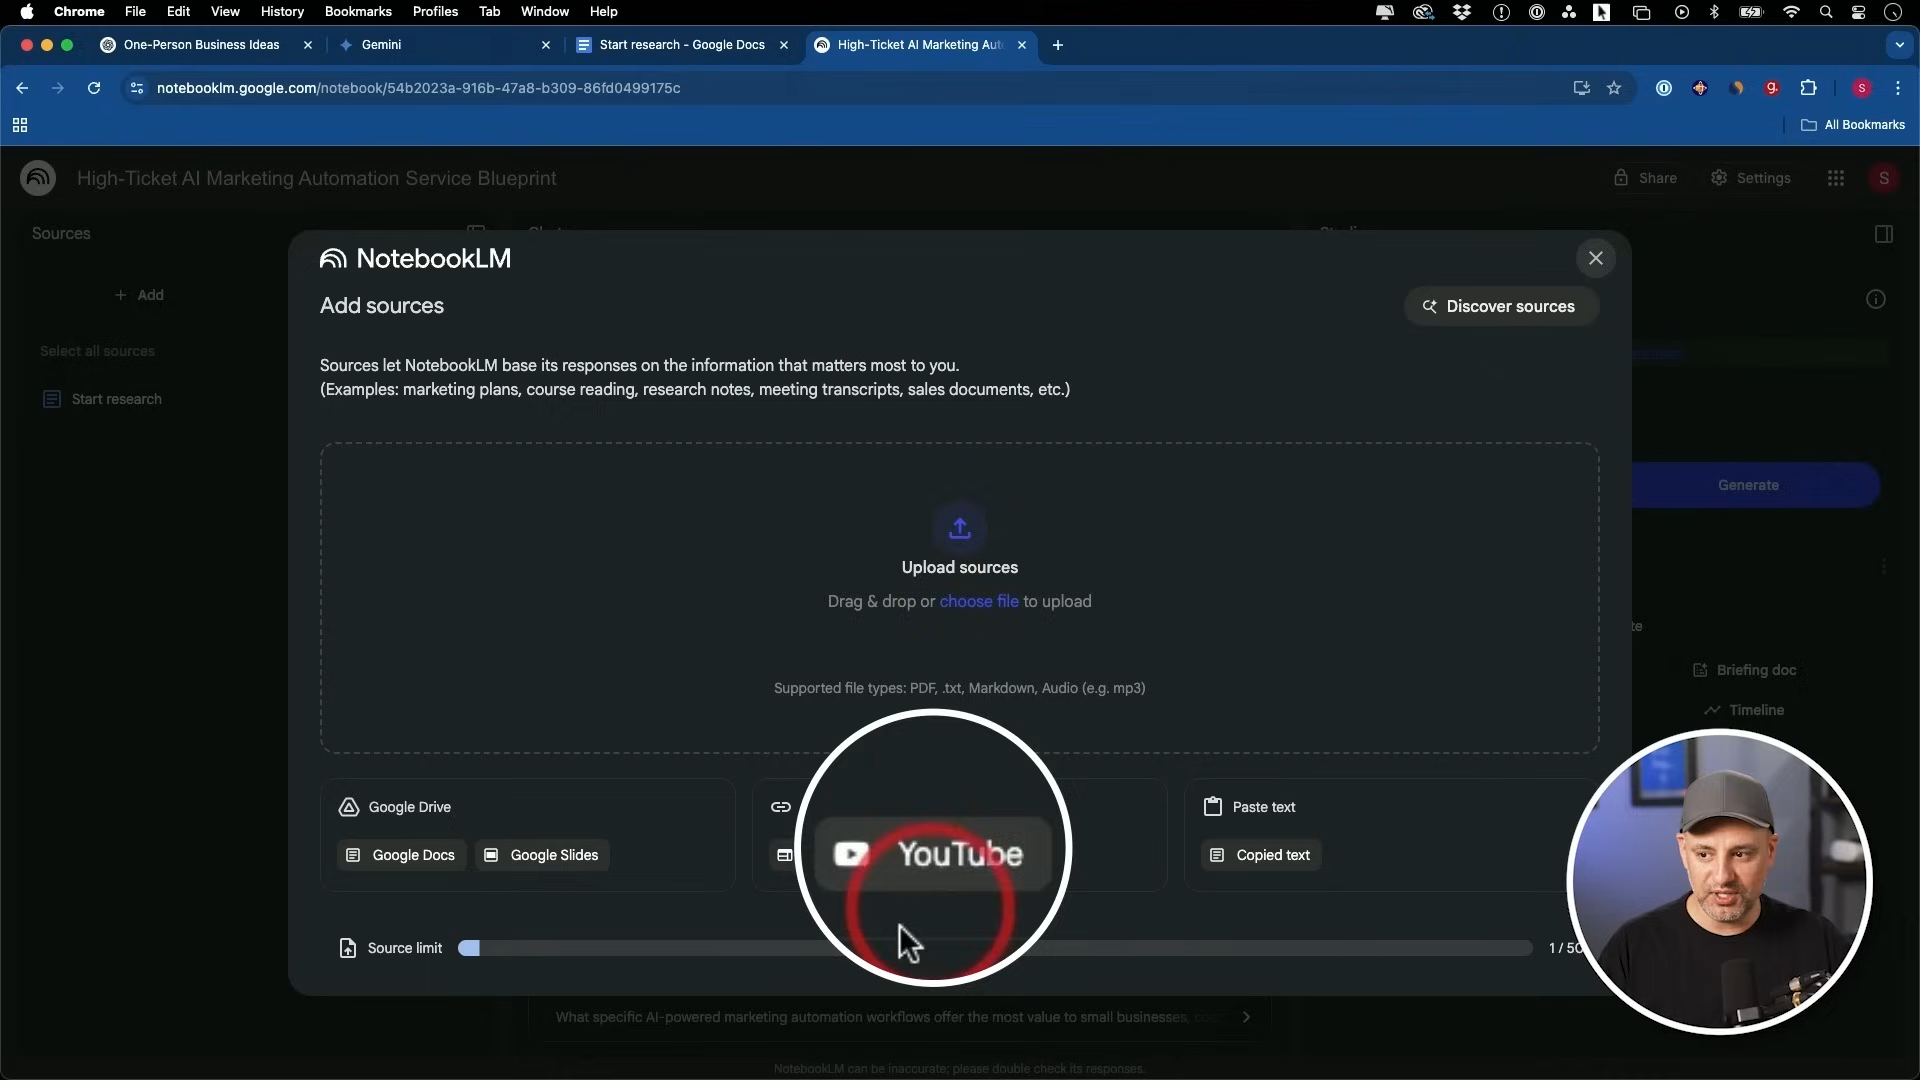 Chrome File Edit View History Bookmarks Profiles Tab Window Help
One-Person Business Ideas
Gemini
Start research - Google Docs
High-Ticket AI Marketing Aut
notebooklm.google.com/notebook/54b2023a-916b-47a8-b309-86fd0499175c
All Bookmarks
High-Ticket AI Marketing Automation Service Blueprint
Share
Settings
S
Sources
NotebookLM
+ Add
Add sources
Discover sources
Select all sources
Sources let NotebookLM base its responses on the information that matters most to you.
(Examples: marketing plans, course reading, research notes, meeting transcripts, sales documents, etc.)
Start research
Generate
Upload sources
Drag & drop or choose file to upload
Briefing doc
Supported file types: PDF, .txt, Markdown, Audio (e.g. mp3)
Timeline
Google Drive
Paste text
Google Docs
Google Slides
YouTube
Copied text
Source limit
1 / 50
What specific AI-powered marketing automation workflows offer the most value to small businesses,
NotebookLM can be inaccurate; please double check its responses.